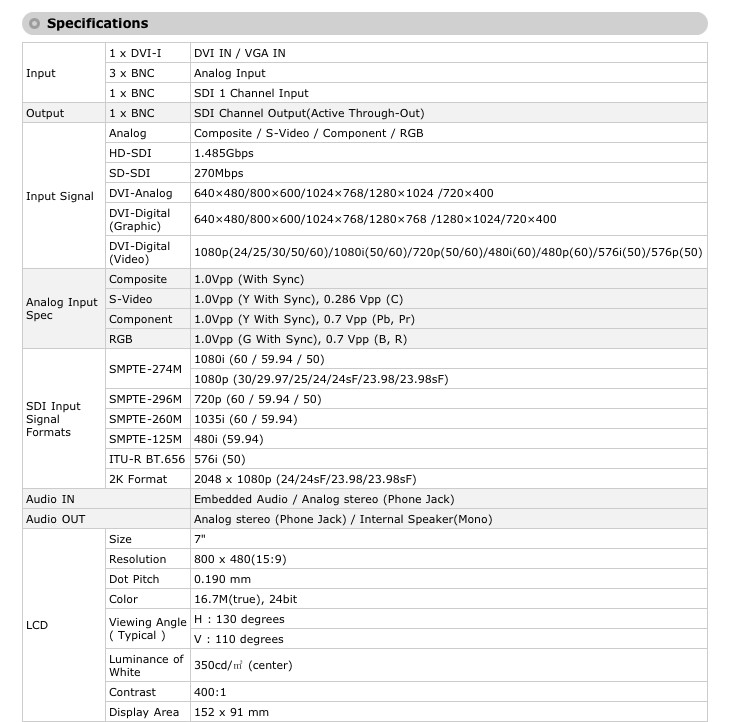 Specifications
Input
1 x DVI-I
DVI IN / VGA IN
3 x BNC
Analog Input
1 x BNC
SDI 1 Channel Input
Output
1 x BNC
SDI Channel Output(Active Through-Out)
Input Signal
Analog
Composite / S-Video / Component / RGB
HD-SDI
1.485Gbps
SD-SDI
270Mbps
DVI-Analog
640×480/800×600/1024×768/1280×1024 /720×400
DVI-Digital
(Graphic)
640×480/800×600/1024×768/1280×768 /1280×1024/720×400
DVI-Digital
(Video)
1080p(24/25/30/50/60)/1080i(50/60)/720p(50/60)/480i(60)/480p(60)/576i(50)/576p(50)
Analog Input
Spec
Composite
1.0Vpp (With Sync)
S-Video
1.0Vpp (Y With Sync), 0.286 Vpp (C)
Component
1.0Vpp (Y With Sync), 0.7 Vpp (Pb, Pr)
RGB
1.0Vpp (G With Sync), 0.7 Vpp (B, R)
SDI Input
Signal
Formats
SMPTE-274M
1080i (60 / 59.94 / 50)
1080p (30/29.97/25/24/24sF/23.98/23.98sF)
SMPTE-296M
720p (60 / 59.94 / 50)
SMPTE-260M
1035i (60 / 59.94)
SMPTE-125M
480i (59.94)
ITU-R BT.656
576i (50)
2K Format
2048 x 1080p (24/24sF/23.98/23.98sF)
Audio IN
Embedded Audio / Analog stereo (Phone Jack)
Audio OUT
Analog stereo (Phone Jack) / Internal Speaker(Mono)
LCD
Size
7"
Resolution
800 x 480(15:9)
Dot Pitch
0.190 mm
Color
16.7M(true), 24bit
Viewing Angle
( Typical )
H : 130 degrees
V : 110 degrees
Luminance of
White
350cd/㎡ (center)
Contrast
400:1
Display Area
152 x 91 mm